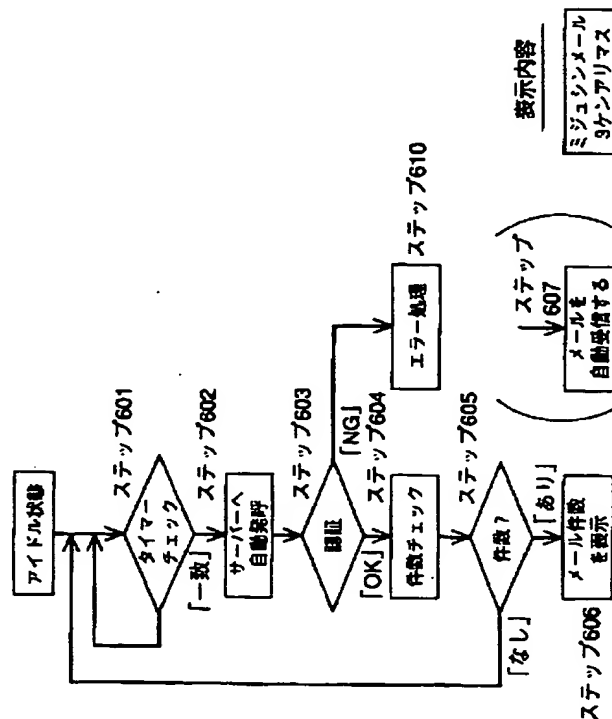 アイドル状態
ステップ601
タイマー
チェック
「一致」
ステップ602
サーバーへ
自動発呼
ステップ603
認証
「NG」
「OK」
ステップ604
エラー処理
ステップ610
件数チェック
ステップ605
件数?
「なし」
「あり」
ステップ606
メール件数
を表示
ステップ
607
メールを
自動受信する
表示内容
ミジュシンメール
3ケンアリマス